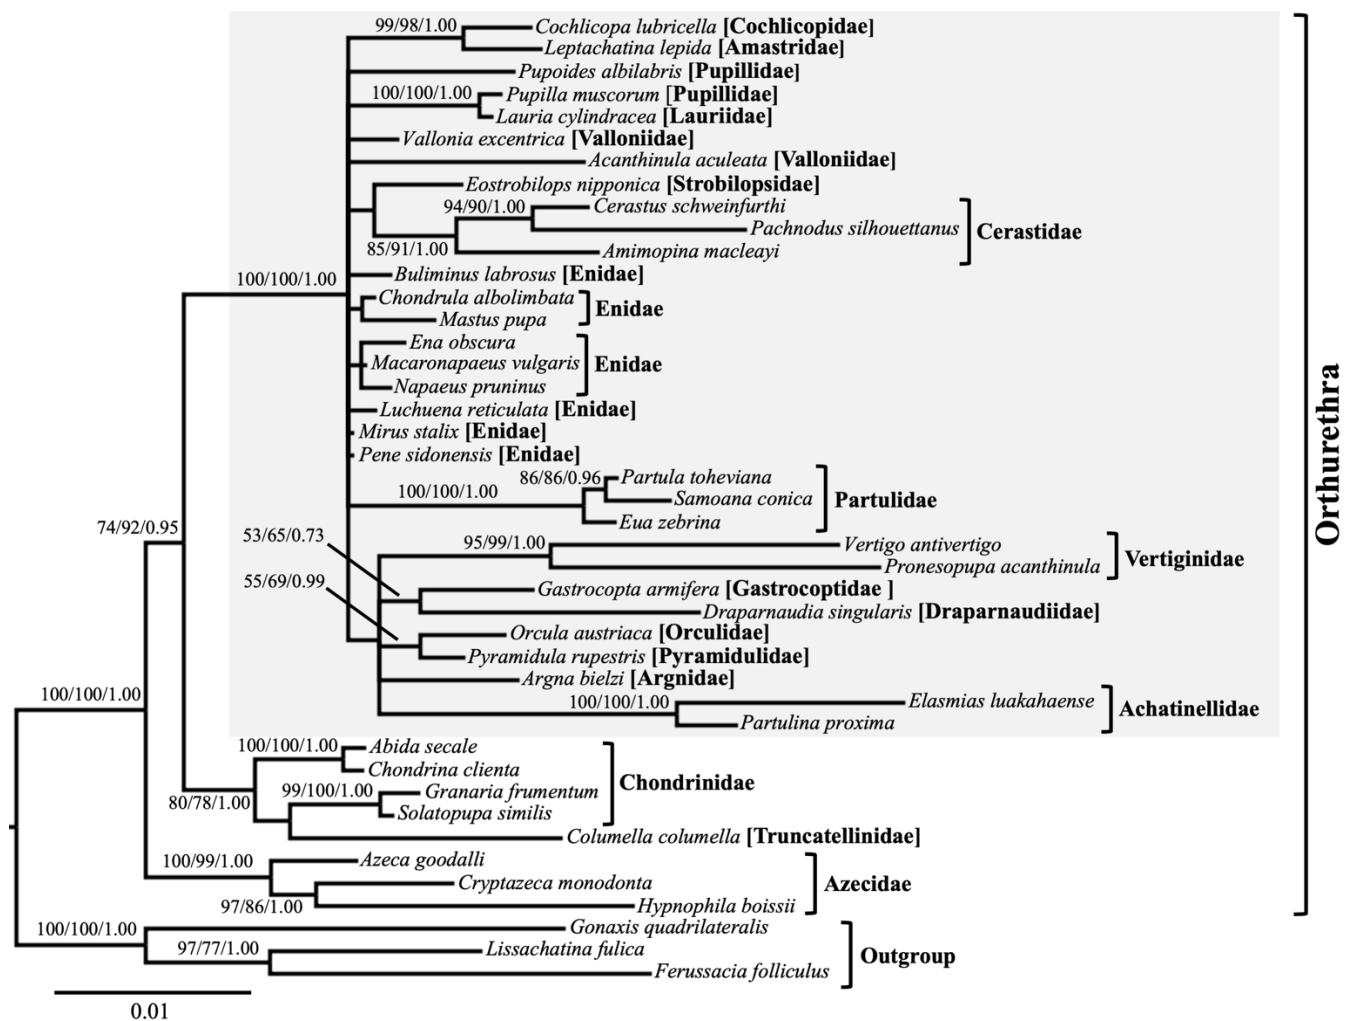 99/98/1.00
Cochlicopa lubricella [Cochlicopidae]
Leptachatina lepida [Amastridae]
Pupoides albilabris [Pupillidae]
100/100/1.00
Pupilla muscorum [Pupillidae]
Lauria cylindracea [Lauriidae]
Vallonia excentrica [Valloniidae]
Acanthinula aculeata [Valloniidae]
Eostrobilops nipponica [Strobilopsidae]
94/90/1.00
Cerastus schweinfurthi
Pachnodus silhouettanus
Cerastidae
85/91/1.00
Amimopina macleayi
Buliminus labrosus [Enidae]
100/100/1.00
Chondrula albolimbata
Mastus pupa
Enidae
Ena obscura
Macaronapaeus vulgaris
Napaeus pruninus
Enidae
Luchuena reticulata [Enidae]
Mirus stalix [Enidae]
Pene sidonensis [Enidae]
86/86/0.96
Partula toheviana
100/100/1.00
Samoana conica
Eua zebrina
Partulidae
74/92/0.95
53/65/0.73
95/99/1.00
Vertigo antivertigo
Pronesopupa acanthinula
Vertiginidae
55/69/0.99
Gastrocopta armifera [Gastrocoptidae ]
Draparnaudia singularis [Draparnaudiidae]
Orcula austriaca [Orculidae]
Pyramidula rupestris [Pyramidulidae]
Argna bielzi [Argnidae]
100/100/1.00
100/100/1.00
Elasmias luakahaense
Partulina proxima
Achatinellidae
100/100/1.00
Abida secale
Chondrina clienta
99/100/1.00
Granaria frumentum
Solatopupa similis
Chondrinidae
80/78/1.00
Columella columella [Truncatellinidae]
100/99/1.00
Azeca goodalli
Cryptazeca monodonta
97/86/1.00
Hypnophila boissii
Azecidae
Orthurethra
100/100/1.00
Gonaxis quadrilateralis
97/77/1.00
Lissachatina fulica
Ferussacia folliculus
Outgroup
0.01